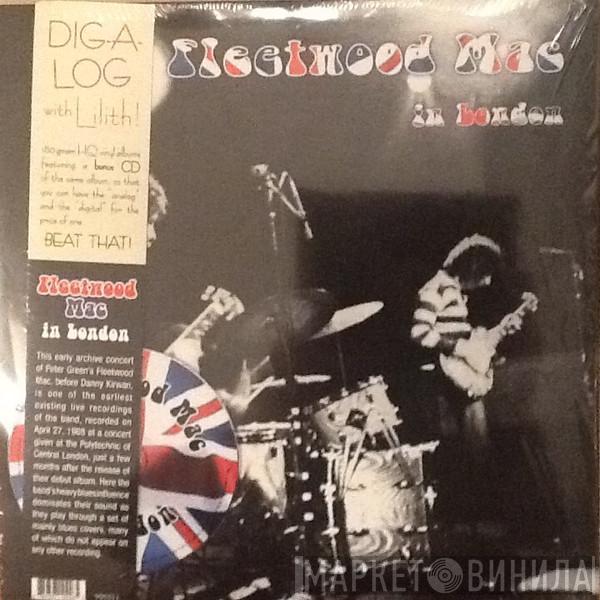 DIG-A-
LOG
with Lilith!
180 gram HQ vinyl albums
featuring a bonus CD
of the same album, so that
you can have the "analog"
and the "digital" for the
price of one
BEAT THAT!
Fleetwood Mac
in London
Fleetwood
Mac
in London
This early archive concert
of Peter Green's Fleetwood
Mac, before Danny Kirwan,
is one of the earliest
existing live recordings
of the band, recorded on
April 27, 1968 at a concert
given at the Polytechnic of
Central London, just a few
months after the release of
their debut album. Here the
band's heavy blues influence
dominates their sound as
they play through a set of
mainly blues covers, many
of which do not appear on
any other recording.
od Mac
ndon
МАРКЕТ ВИНИЛА